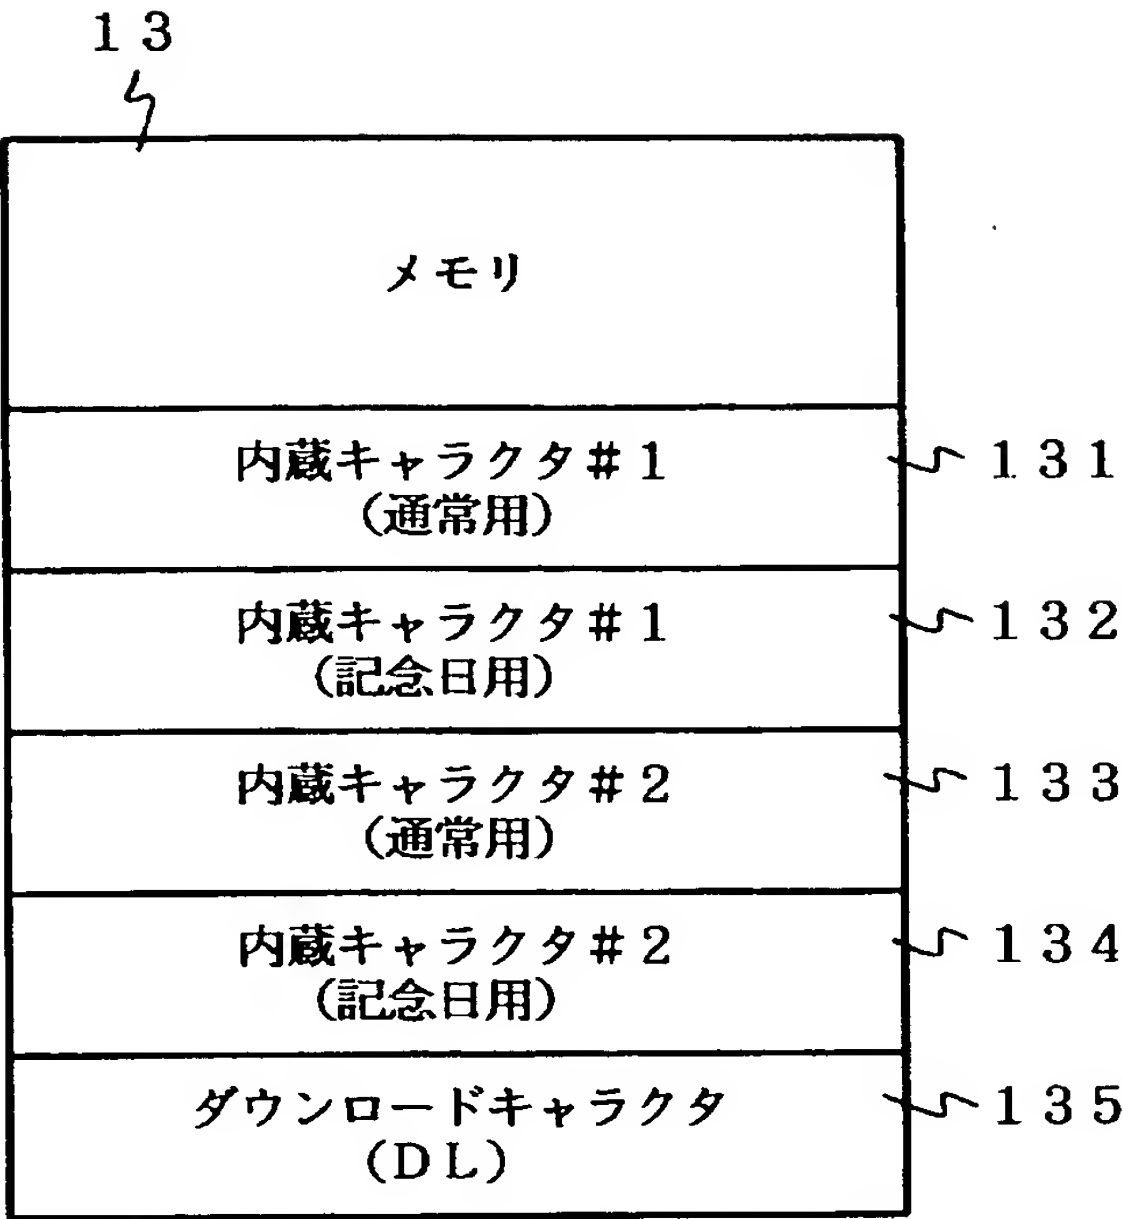 １３
メモリ
内蔵キャラクタ＃１ １３１
（通常用）
内蔵キャラクタ＃１ １３２
（記念日用）
内蔵キャラクタ＃２ １３３
（通常用）
内蔵キャラクタ＃２ １３４
（記念日用）
ダウンロードキャラクタ １３５
（ＤＬ）